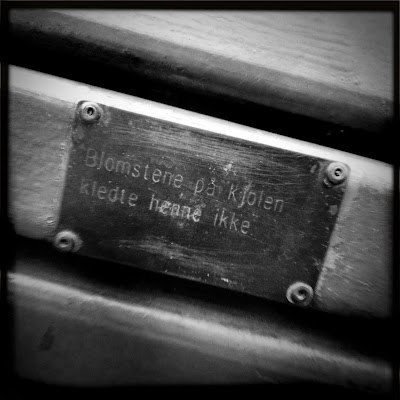 Blomstene på kjolen
kledte henne ikke